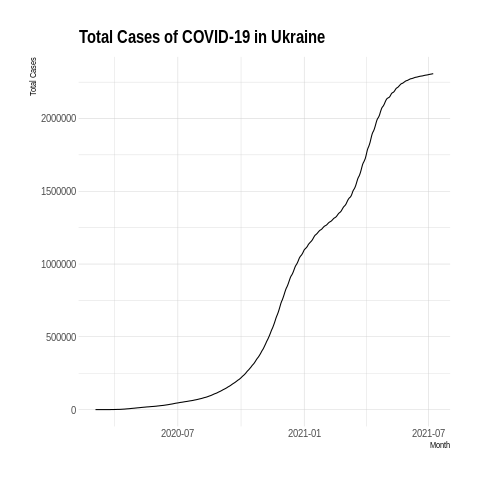 Total Cases of COVID-19 in Ukraine
Total Cases
2000000
1500000
1000000
500000
0
2020-07
2021-01
2021-07
Month